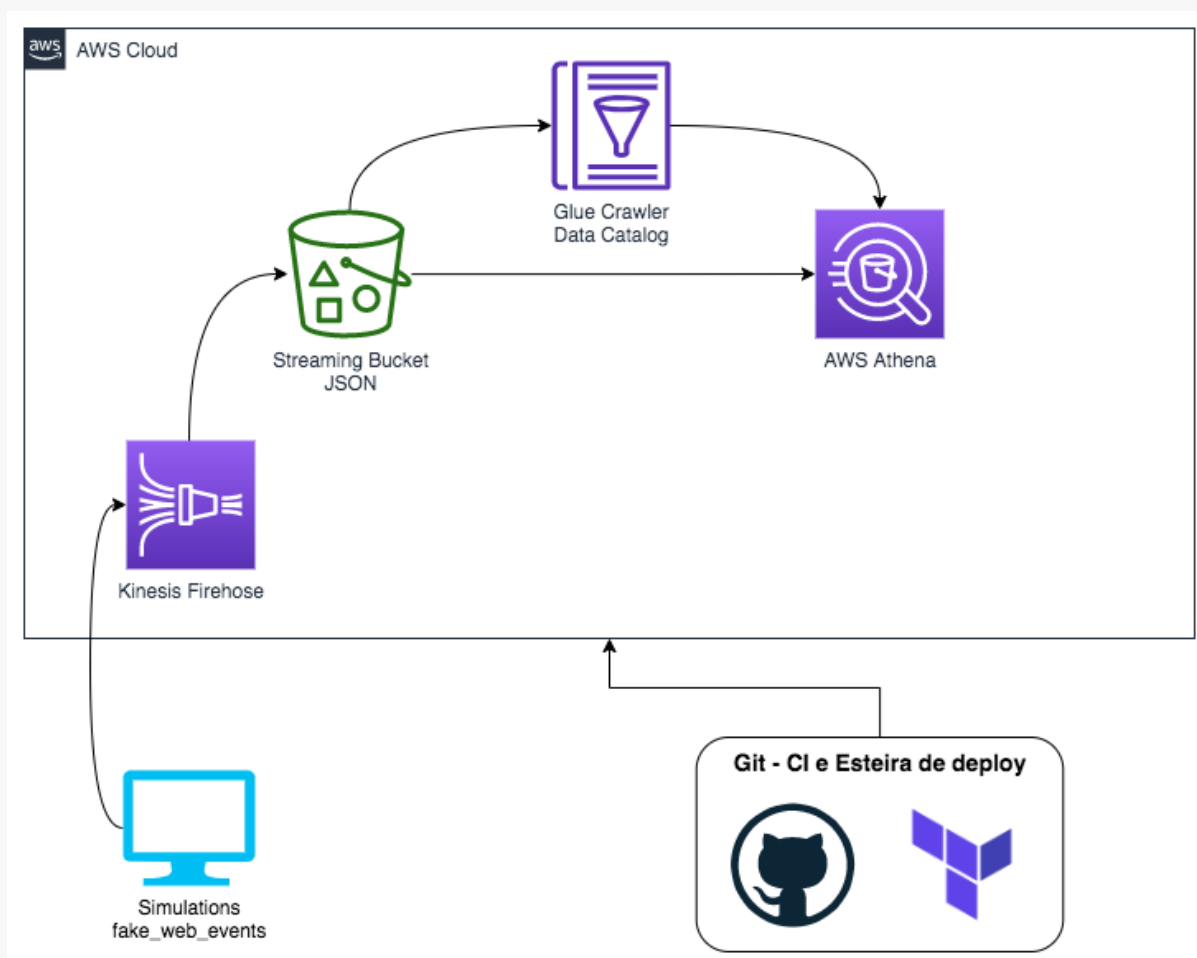 aws
AWS Cloud
Glue Crawler
Data Catalog
Streaming Bucket
JSON
AWS Athena
Kinesis Firehose
Git - CI e Esteira de deploy
Simulations
fake_web_events